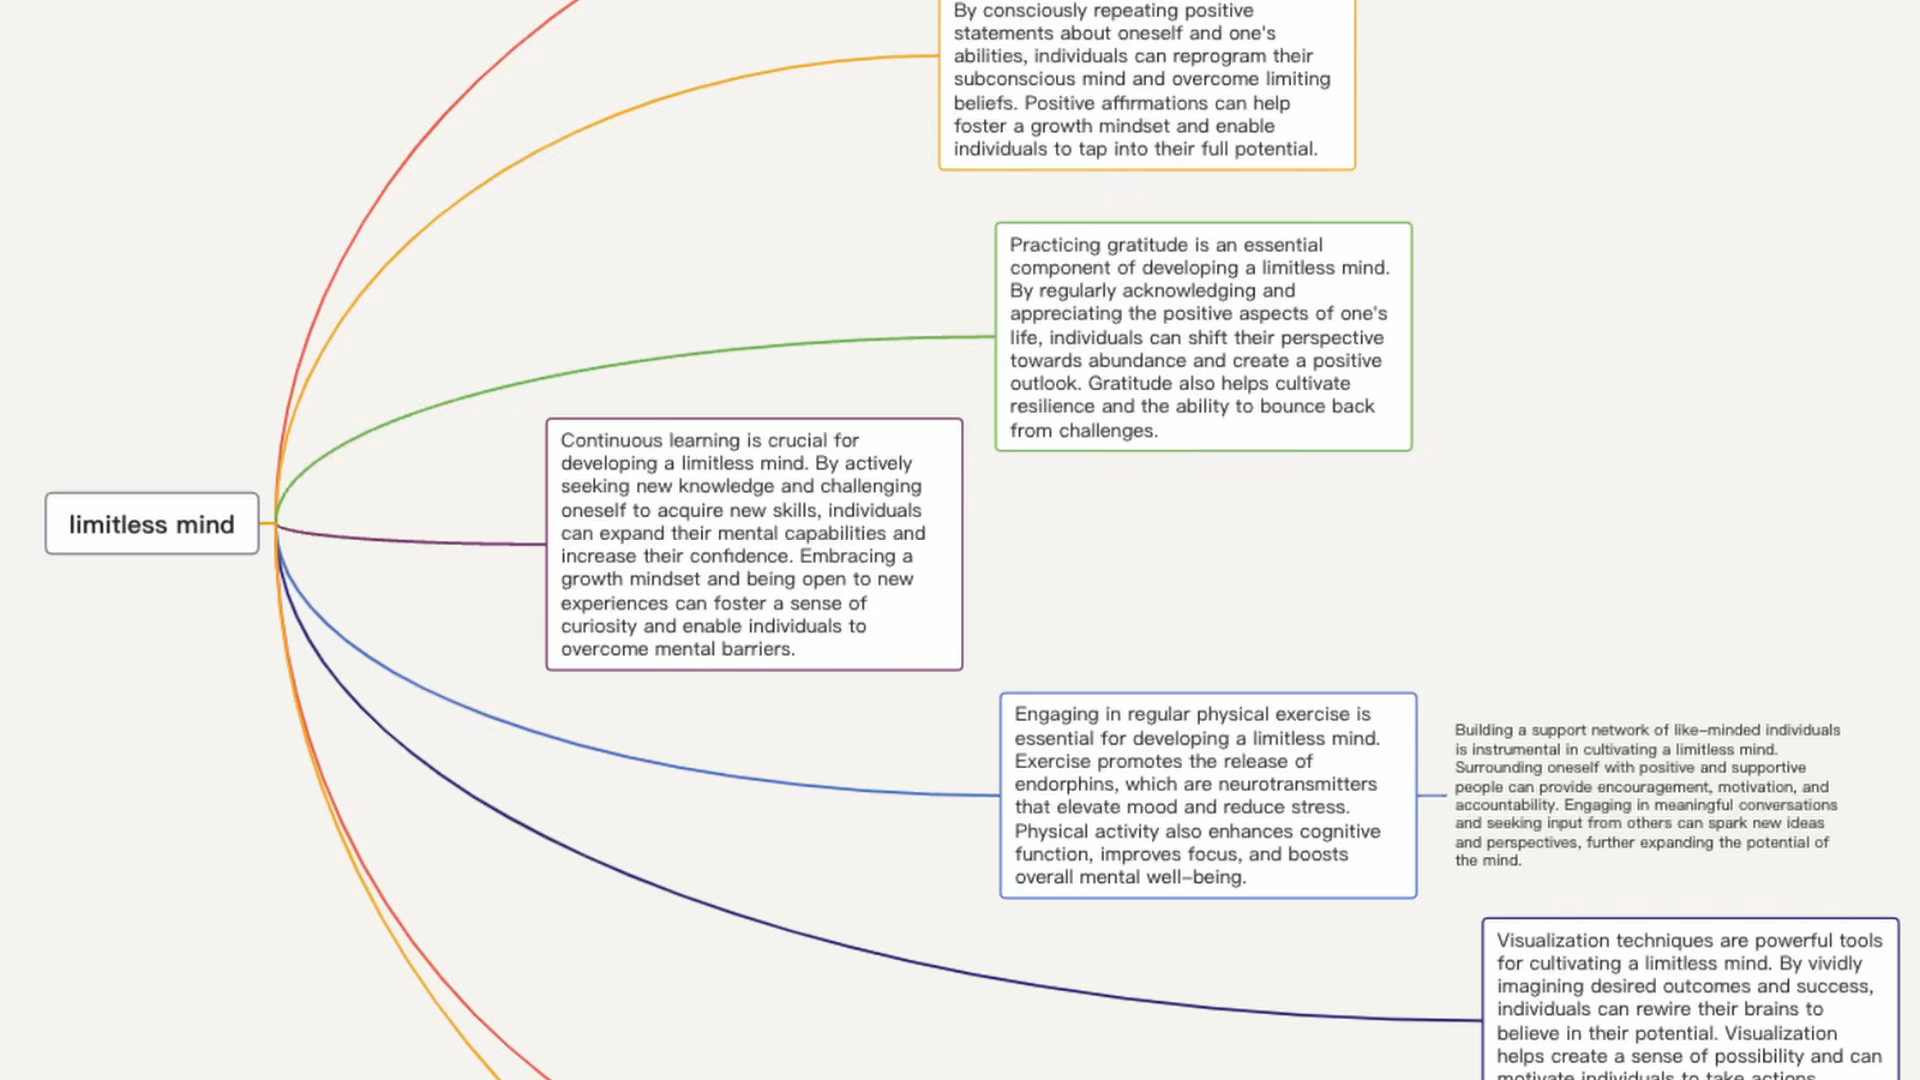 By consciously repeating positive
statements about oneself and one's
abilities, individuals can reprogram their
subconscious mind and overcome limiting
beliefs. Positive affirmations can help
foster a growth mindset and enable
individuals to tap into their full potential.
Practicing gratitude is an essential
component of developing a limitless mind.
By regularly acknowledging and
appreciating the positive aspects of one's
life, individuals can shift their perspective
towards abundance and create a positive
outlook. Gratitude also helps cultivate
resilience and the ability to bounce back
from challenges.
limitless mind
Continuous learning is crucial for
developing a limitless mind. By actively
seeking new knowledge and challenging
oneself to acquire new skills, individuals
can expand their mental capabilities and
increase their confidence. Embracing a
growth mindset and being open to new
experiences can foster a sense of
curiosity and enable individuals to
overcome mental barriers.
Engaging in regular physical exercise is
essential for developing a limitless mind.
Exercise promotes the release of
endorphins, which are neurotransmitters
that elevate mood and reduce stress.
Physical activity also enhances cognitive
function, improves focus, and boosts
overall mental well-being.
Building a support network of like-minded individuals
is instrumental in cultivating a limitless mind.
Surrounding oneself with positive and supportive
people can provide encouragement, motivation, and
accountability. Engaging in meaningful conversations
and seeking input from others can spark new ideas
and perspectives, further expanding the potential of
the mind.
Visualization techniques are powerful tools
for cultivating a limitless mind. By vividly
imagining desired outcomes and success,
individuals can rewire their brains to
believe in their potential. Visualization
helps create a sense of possibility and can
motivate individuals to take actions